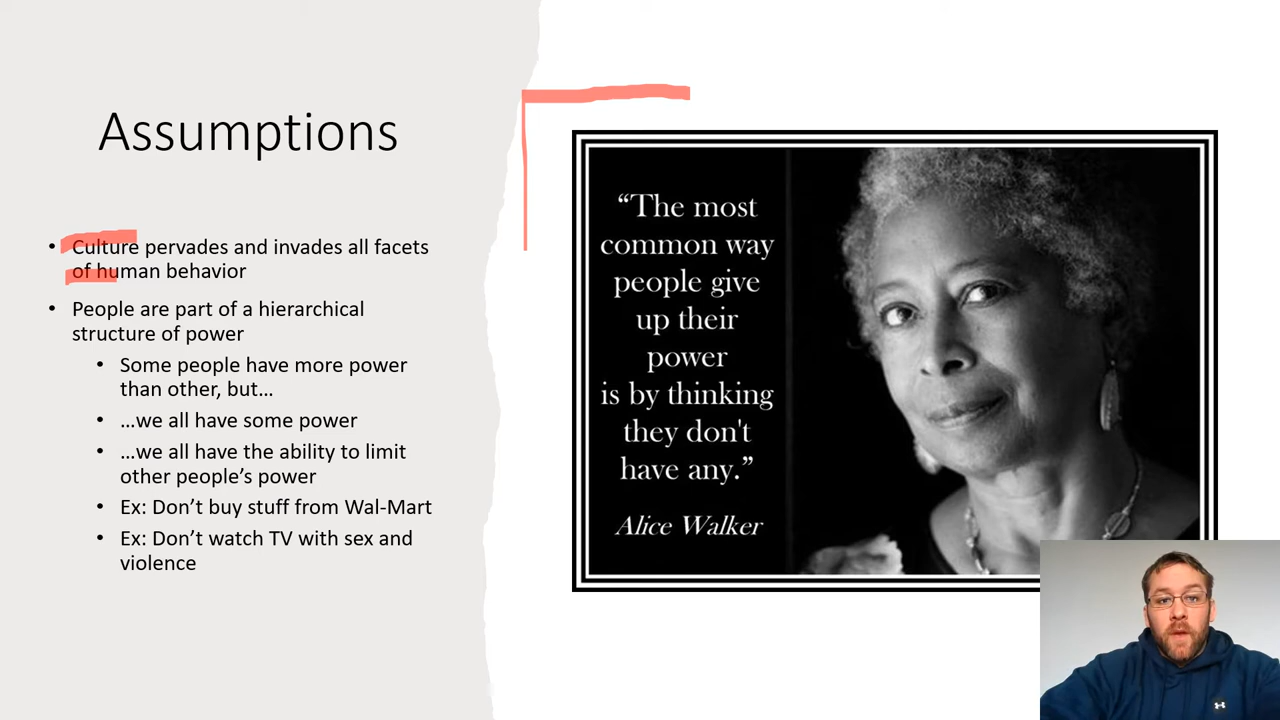 Assumptions
• Culture pervades and invades all facets
of human behavior
• People are part of a hierarchical
structure of power
• Some people have more power
than other, but…
• …we all have some power
• …we all have the ability to limit
other people’s power
• Ex: Don’t buy stuff from Wal-Mart
• Ex: Don’t watch TV with sex and
violence
“The most
common way
people give
up their
power
is by thinking
they don't
have any.”
Alice Walker